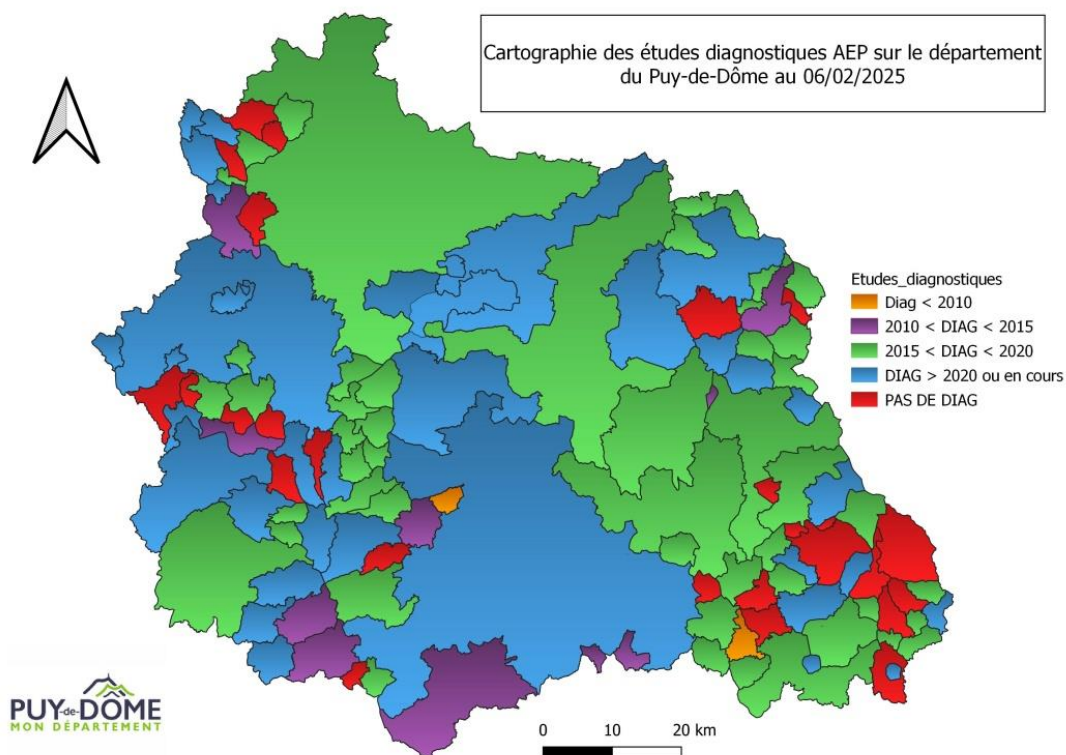 Cartographie des études diagnostiques AEP sur le département
du Puy-de-Dôme au 06/02/2025
Etudes_diagnostiques
Diag < 2010
2010 < DIAG < 2015
2015 < DIAG < 2020
DIAG > 2020 ou en cours
PAS DE DIAG
PUY-de-DÔME
MON DÉPARTEMENT
0 10 20 km